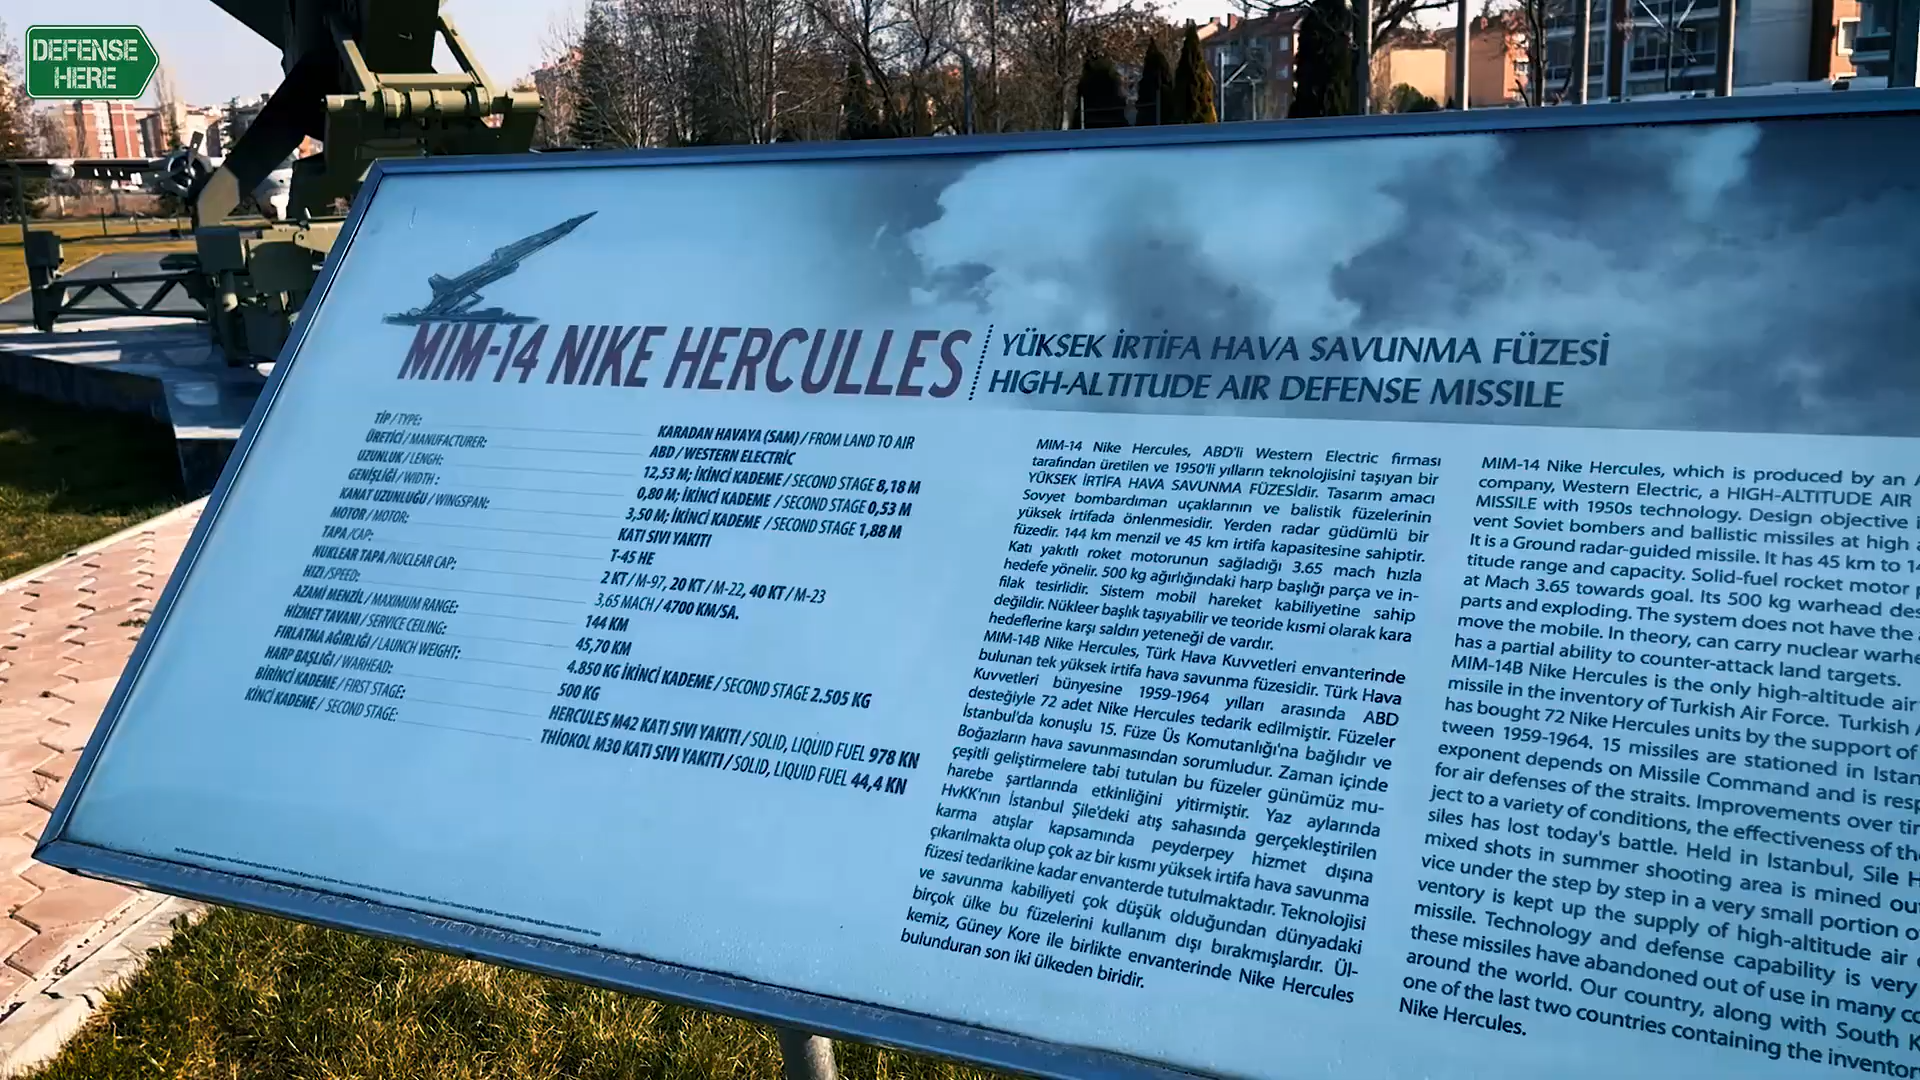 DEFENSE
HERE
MIM-14 NIKE HERCULLES
YÜKSEK İRTİFA HAVA SAVUNMA FÜZESİ
HIGH-ALTITUDE AIR DEFENSE MISSILE
TİP / TYPE: KARADAN HAVAYA (SAM) / FROM LAND TO AIR
ÜRETİCİ / MANUFACTURER: ABD / WESTERN ELECTRIC
UZUNLUK / LENGH: 12,53 M; İKİNCİ KADEME / SECOND STAGE 8,18 M
GENİŞLİĞİ / WIDTH : 0,80 M; İKİNCİ KADEME / SECOND STAGE 0,53 M
KANAT UZUNLUĞU / WINGSPAN: 3,50 M; İKİNCİ KADEME / SECOND STAGE 1,88 M
MOTOR / MOTOR: KATI SIVI YAKITI
TAPA /CAP: T-45 HE
NUKLEAR TAPA /NUCLEAR CAP: 2 KT / M-97, 20 KT / M-22, 40 KT / M-23
HIZI /SPEED: 3,65 MACH / 4700 KM/SA.
AZAMİ MENZİL / MAXIMUM RANGE: 144 KM
HİZMET TAVANI / SERVICE CEILING: 45,70 KM
FIRLATMA AĞIRLIĞI / LAUNCH WEIGHT: 4.850 KG İKİNCİ KADEME / SECOND STAGE 2.505 KG
HARP BAŞLIĞI / WARHEAD: 500 KG
BİRİNCİ KADEME / FIRST STAGE: HERCULES M42 KATI SIVI YAKITI / SOLID, LIQUID FUEL 978 KN
KİNCİ KADEME / SECOND STAGE: THİOKOL M30 KATI SIVI YAKITI / SOLID, LIQUID FUEL 44,4 KN
MIM-14 Nike Hercules, ABD'li Western Electric firması
tarafından üretilen ve 1950'li yılların teknolojisini taşıyan bir
YÜKSEK İRTİFA HAVA SAVUNMA FÜZESİdir. Tasarım amacı
Sovyet bombardıman uçaklarının ve balistik füzelerinin
yüksek irtifada önlenmesidir. Yerden radar güdümlü bir
füzedir. 144 km menzil ve 45 km irtifa kapasitesine sahiptir.
Katı yakıtlı roket motorunun sağladığı 3.65 mach hızla
hedefe yönelir. 500 kg ağırlığındaki harp başlığı parça ve in-
filak tesirlidir. Sistem mobil hareket kabiliyetine sahip
değildir. Nükleer başlık taşıyabilir ve teoride kısmi olarak kara
hedeflerine karşı saldırı yeteneği de vardır.
MIM-14B Nike Hercules, Türk Hava Kuvvetleri envanterinde
bulunan tek yüksek irtifa hava savunma füzesidir. Türk Hava
Kuvvetleri bünyesine 1959-1964 yılları arasında ABD
desteğiyle 72 adet Nike Hercules tedarik edilmiştir. Füzeler
İstanbul'da konuşlu 15. Füze Üs Komutanlığı'na bağlıdır ve
Boğazların hava savunmasından sorumludur. Zaman içinde
çeşitli geliştirmelere tabi tutulan bu füzeler günümüz mu-
harebe şartlarında etkinliğini yitirmiştir. Yaz aylarında
HvKK'nın İstanbul Şile'deki atış sahasında gerçekleştirilen
karma atışlar kapsamında peyderpey hizmet dışına
çıkarılmakta olup çok az bir kısmı yüksek irtifa hava savunma
füzesi tedarikine kadar envanterde tutulmaktadır. Teknolojisi
ve savunma kabiliyeti çok düşük olduğundan dünyadaki
birçok ülke bu füzelerini kullanım dışı bırakmışlardır. Ül-
kemiz, Güney Kore ile birlikte envanterinde Nike Hercules
bulunduran son iki ülkeden biridir.
MIM-14 Nike Hercules, which is produced by an
company, Western Electric, a HIGH-ALTITUDE AIR
MISSILE with 1950s technology. Design objective
vent Soviet bombers and ballistic missiles at high
It is a Ground radar-guided missile. It has 45 km to
titude range and capacity. Solid-fuel rocket motor
at Mach 3.65 towards goal. Its 500 kg warhead
parts and exploding. The system does not have the
move the mobile. In theory, can carry nuclear
has a partial ability to counter-attack land targets.
MIM-14B Nike Hercules is the only high-altitude air
missile in the inventory of Turkish Air Force. Turkish
has bought 72 Nike Hercules units by the support of
tween 1959-1964. 15 missiles are stationed in
exponent depends on Missile Command and is
for air defenses of the straits. Improvements over
ject to a variety of conditions, the effectiveness of
siles has lost today's battle. Held in Istanbul, Sile
mixed shots in summer shooting area is mined
vice under the step by step in a very small portion
ventory is kept up the supply of high-altitude air
missile. Technology and defense capability is very
these missiles have abandoned out of use in many
around the world. Our country, along with South
one of the last two countries containing the
Nike Hercules.